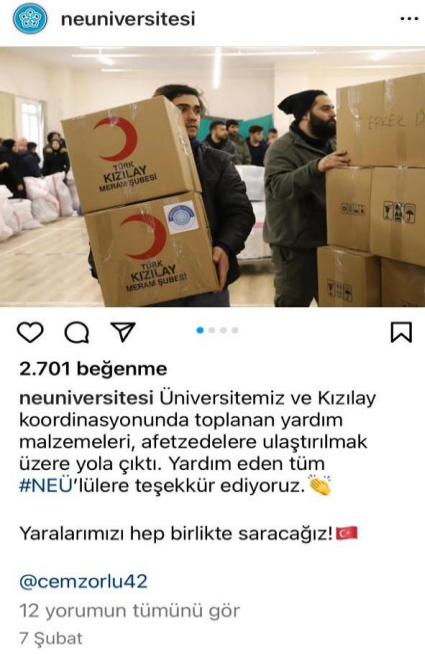 neuniversitesi
TÜRK
KIZILAY
MERAM ŞUBESİ
TÜRK
KIZILAY
MERAM ŞUBESİ
ERKEK
2.701 beğenme
neuniversitesi Üniversitemiz ve Kızılay
koordinasyonunda toplanan yardım
malzemeleri, afetzedelere ulaştırılmak
üzere yola çıktı. Yardım eden tüm
#NEÜ'lülere teşekkür ediyoruz.👏
Yaralarımızı hep birlikte saracağız!🇹🇷
@cemzorlu42
12 yorumun tümünü gör
7 Şubat